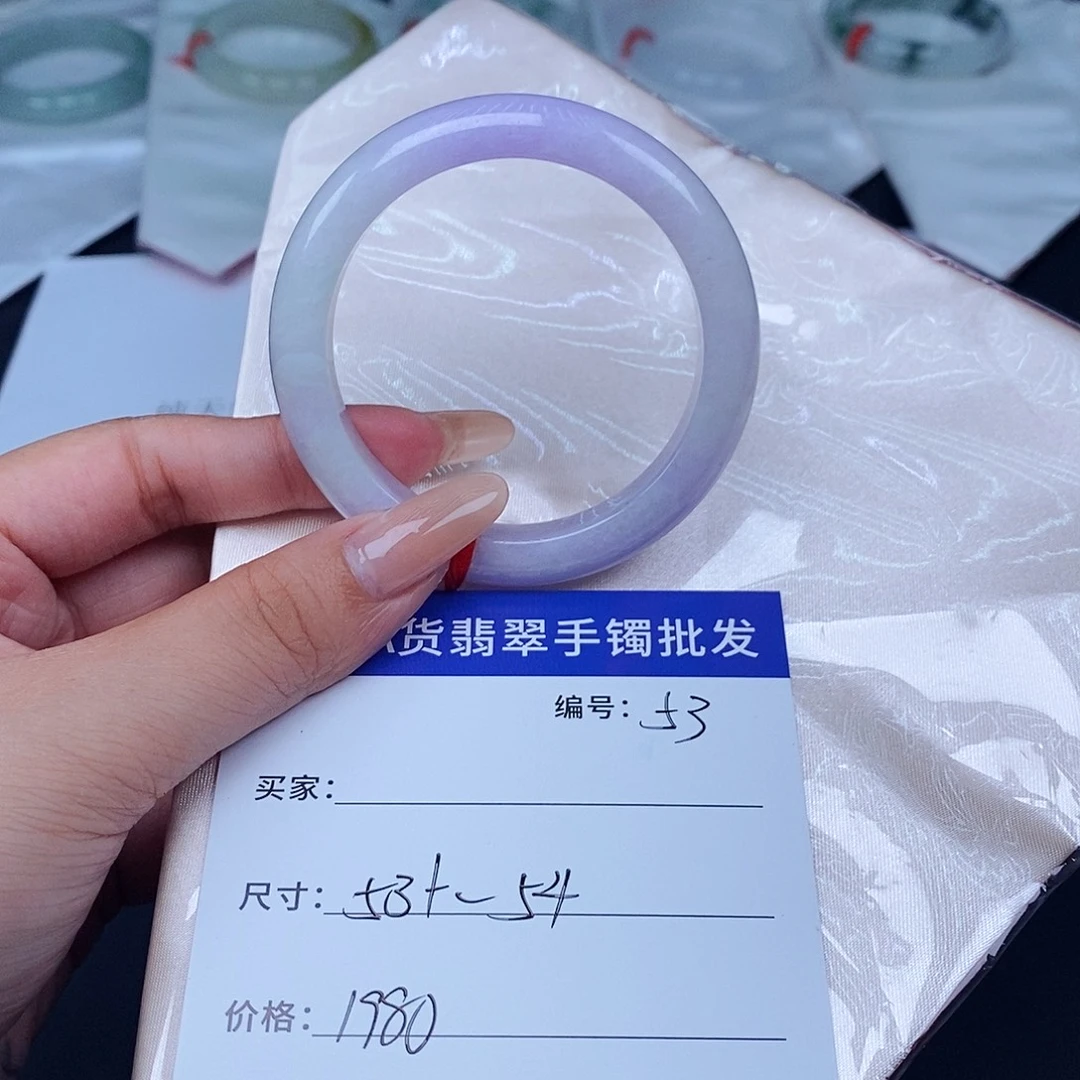 货翡翠手镯批发
编号：53
买家：
尺寸：53+~54
价格：1980